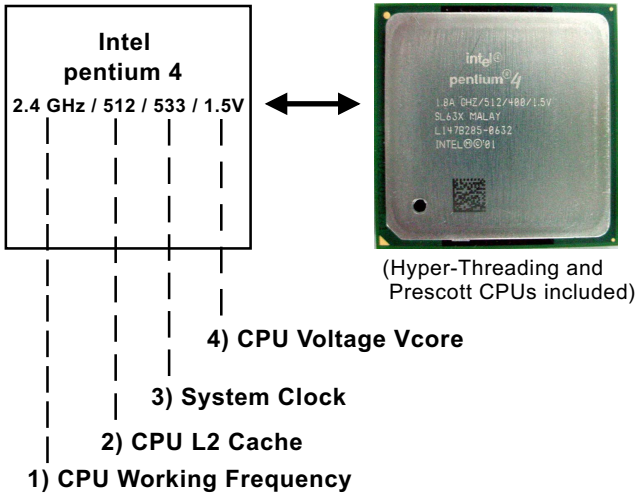 Intel
pentium 4
2.4 GHz / 512 / 533 / 1.5V
intel®
pentium®4
1.8A GHZ/512/400/1.5V
SL63X MALAY
L147B285-0632
INTEL®©'01
(Hyper-Threading and
Prescott CPUs included)
4) CPU Voltage Vcore
3) System Clock
2) CPU L2 Cache
1) CPU Working Frequency